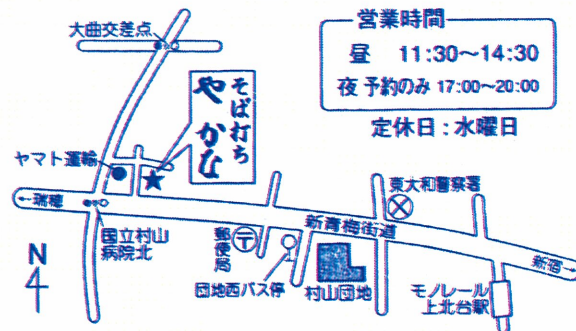 大曲交差点
営業時間
昼 11:30〜14:30
夜 予約のみ 17:00〜20:00
定休日：水曜日
そば打ち
やかむ
ヤマト運輸
←瑞穂
国立村山
病院北
新青梅街道
東大和警察署
郵便局
〒
団地西バス停
村山団地
モノレール
上北台駅
新宿→
N